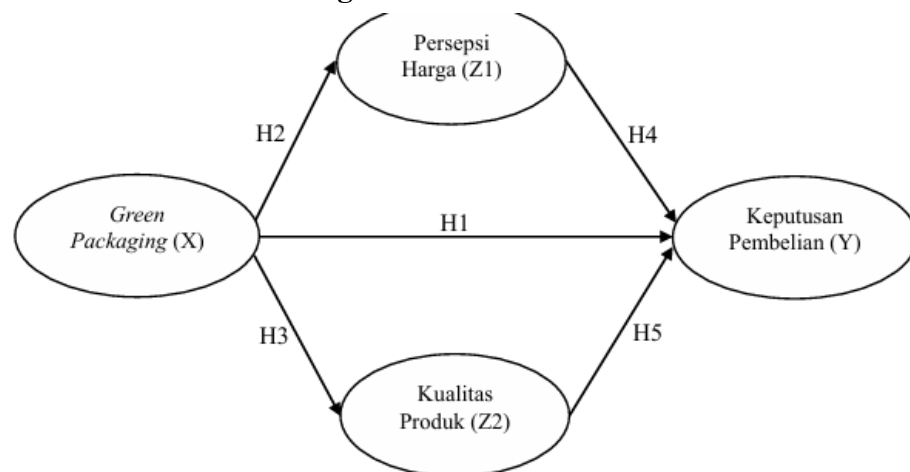 Persepsi
Harga (Z1)
H2
H4
Green
Packaging (X)
H1
Keputusan
Pembelian (Y)
H3
H5
Kualitas
Produk (Z2)